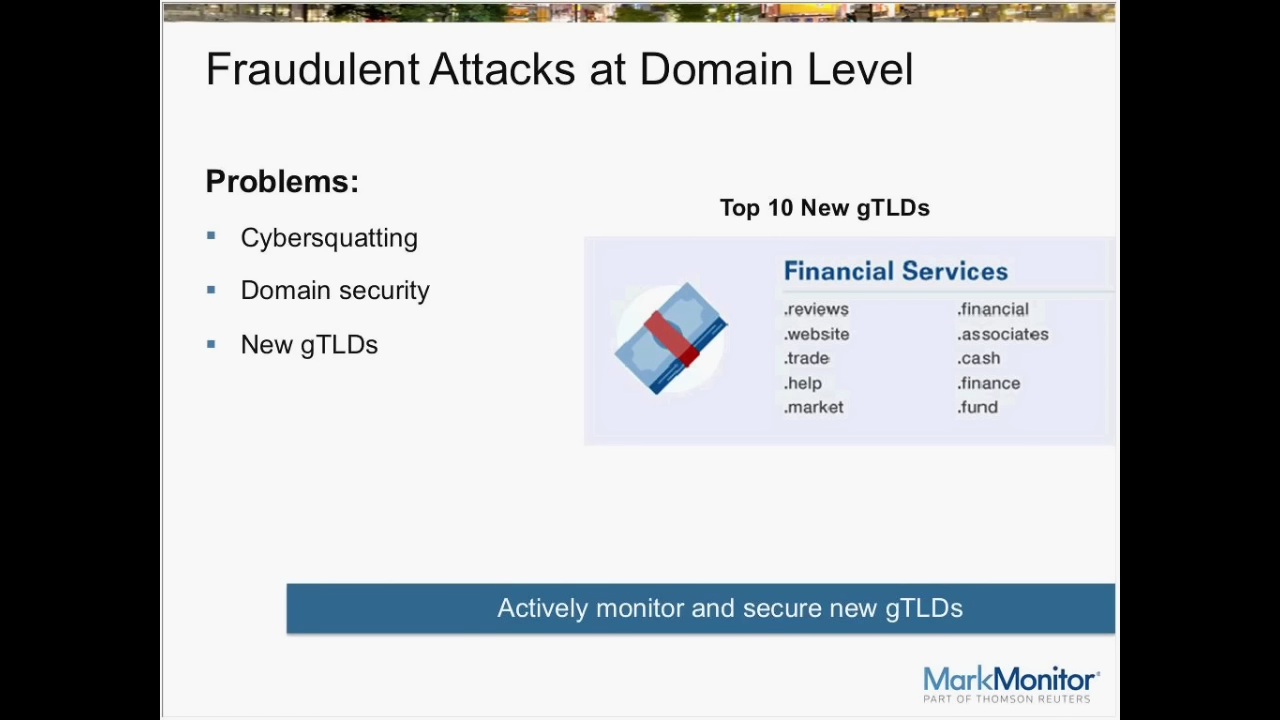 Fraudulent Attacks at Domain Level
Problems:
Cybersquatting
Domain security
New gTLDs
Top 10 New gTLDs
Financial Services
.reviews .financial
.website .associates
.trade .cash
.help .finance
.market .fund
Actively monitor and secure new gTLDs
MarkMonitor
PART OF THOMSON REUTERS